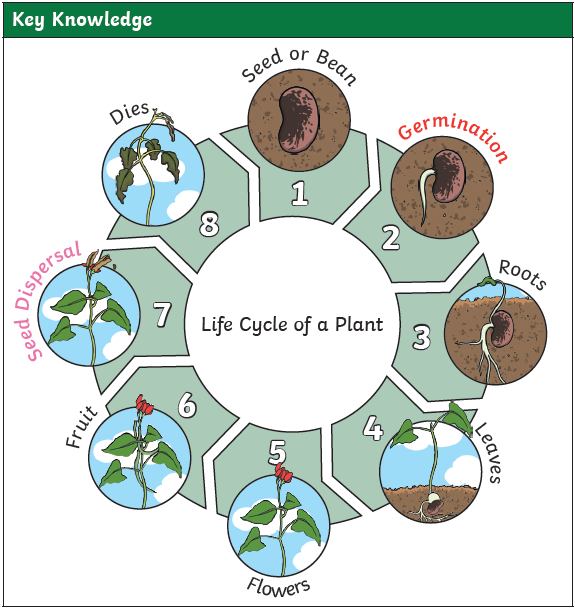 Key Knowledge
Seed or Bean
1
Germination
2
Roots
3
Leaves
4
Flowers
5
Fruit
6
Seed Dispersal
7
Dies
8
Life Cycle of a Plant